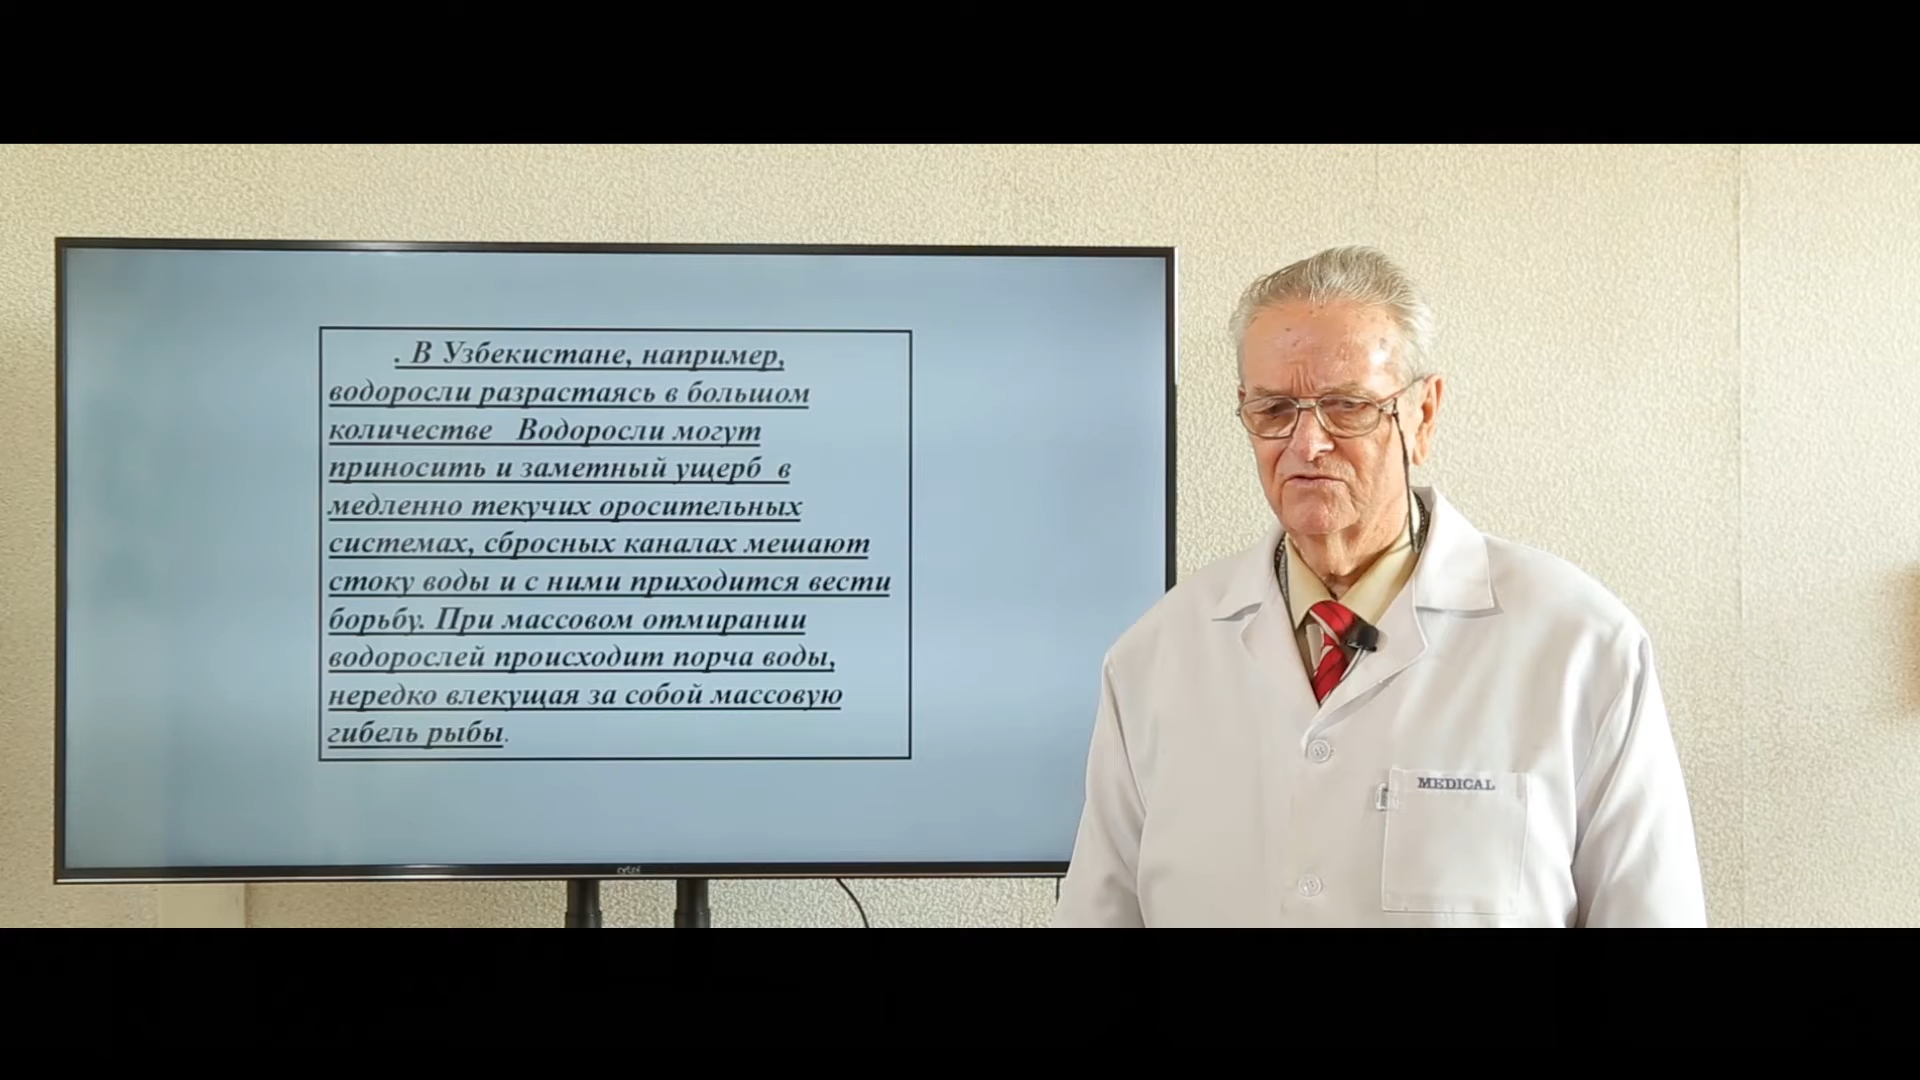 . В Узбекистане, например,
водоросли разрастаясь в большом
количестве Водоросли могут
приносить и заметный ущерб в
медленно текучих оросительных
системах, сбросных каналах мешают
стоку воды и с ними приходится вести
борьбу. При массовом отмирании
водорослей происходит порча воды,
нередко влекущая за собой массовую
гибель рыбы.
artel
MEDICAL